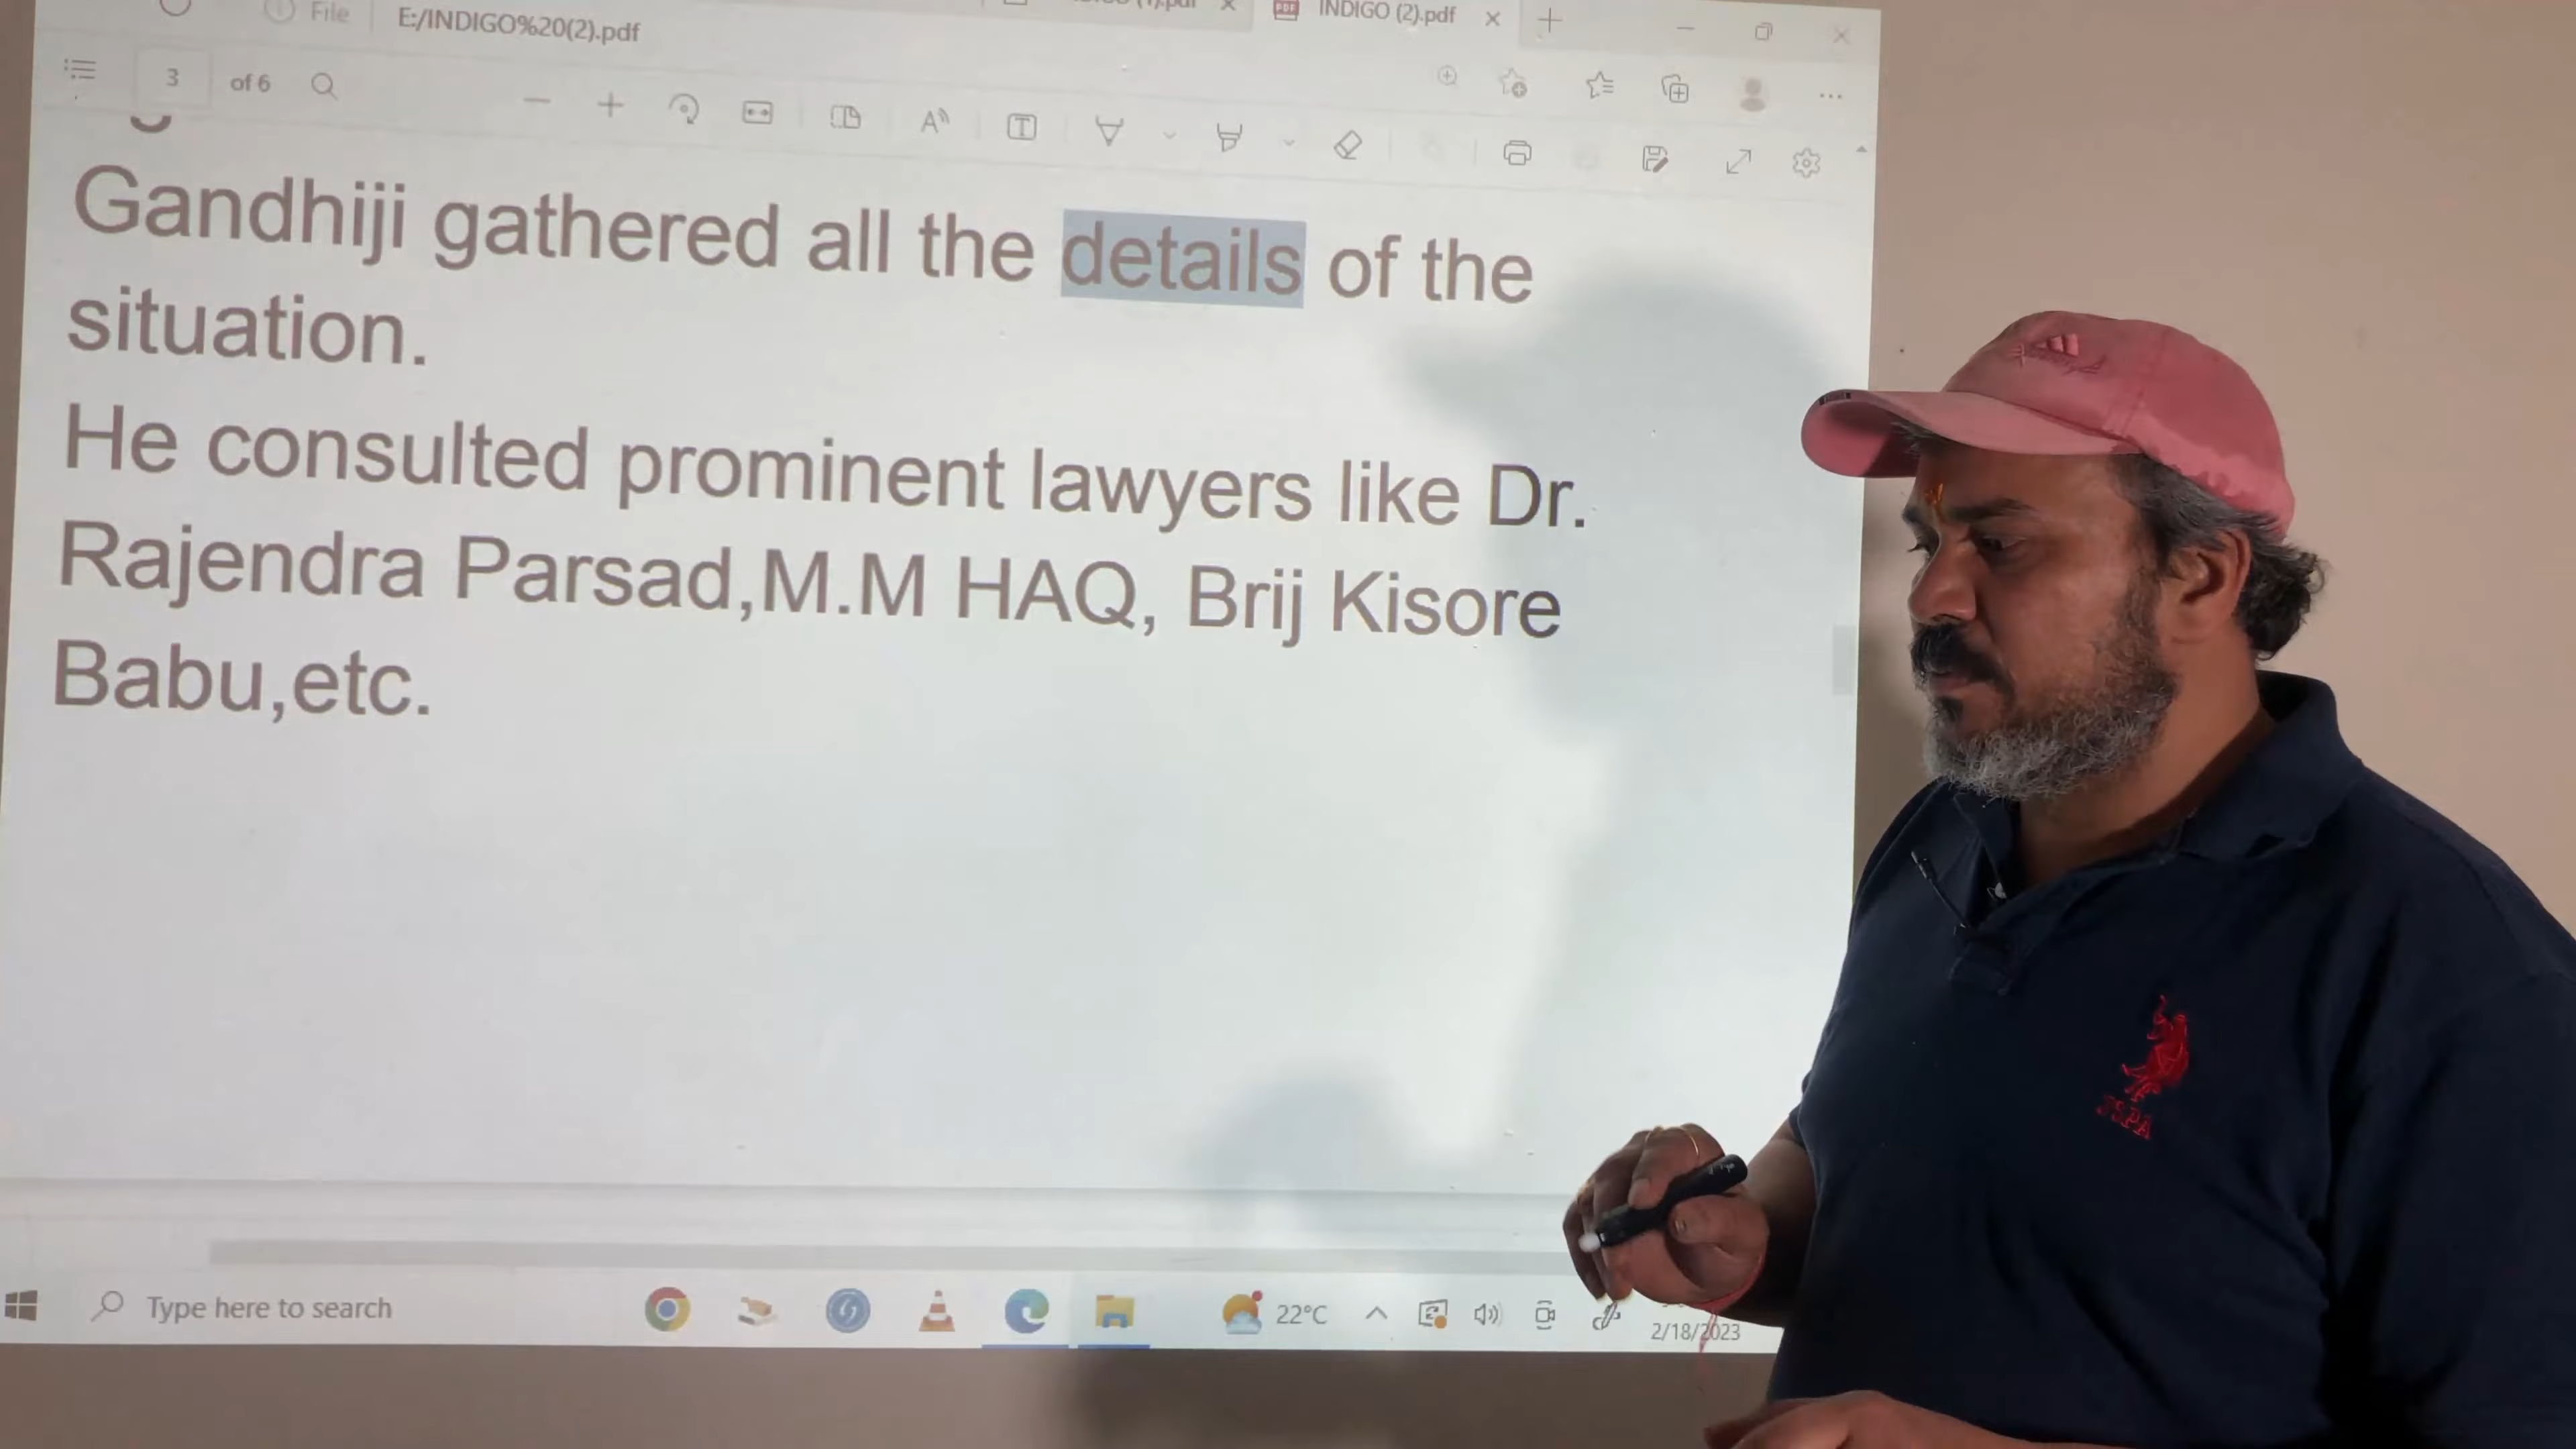 INDIGO (2).pdf
File
E:/INDIGO%20(2).pdf
3 of 6
Gandhiji gathered all the details of the
situation.
He consulted prominent lawyers like Dr.
Rajendra Parsad,M.M HAQ, Brij Kisore
Babu,etc.
Type here to search
22°C
2/18/2023